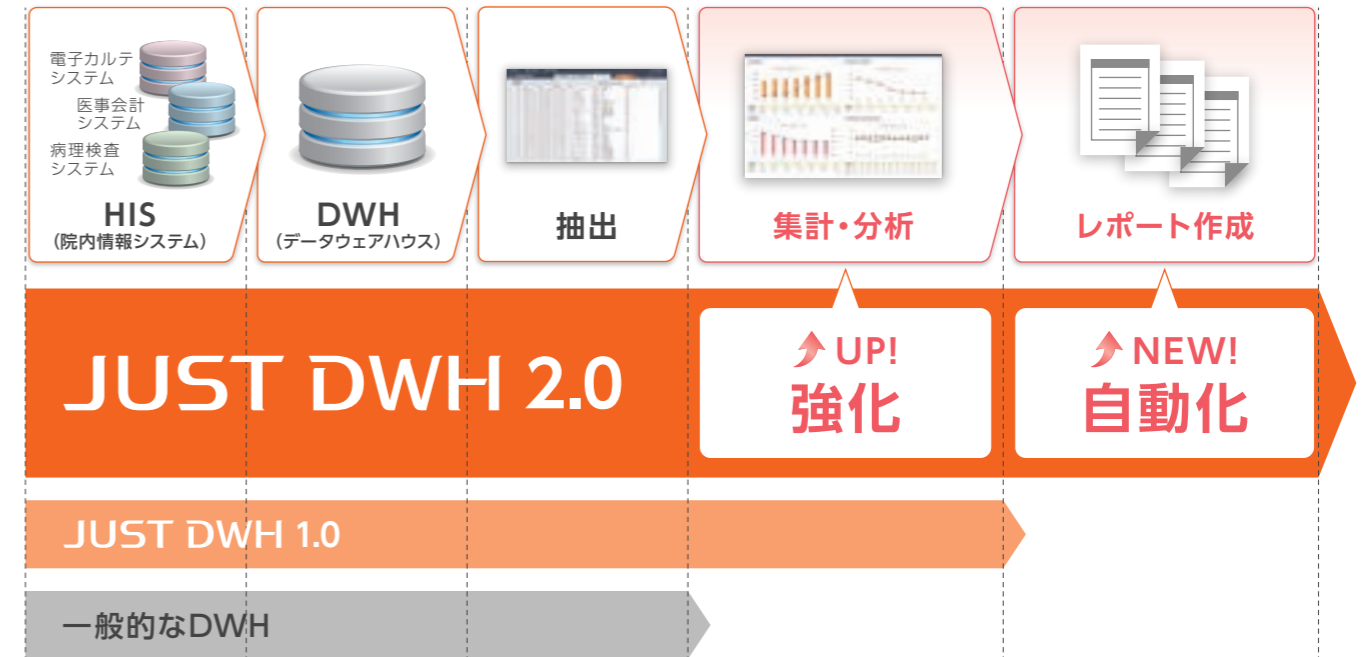 電子カルテ
システム
医事会計
システム
病理検査
システム
HIS
（院内情報システム）
DWH
（データウェアハウス）
抽出
集計・分析
レポート作成
JUST DWH 2.0
UP!
強化
NEW!
自動化
JUST DWH 1.0
一般的なDWH